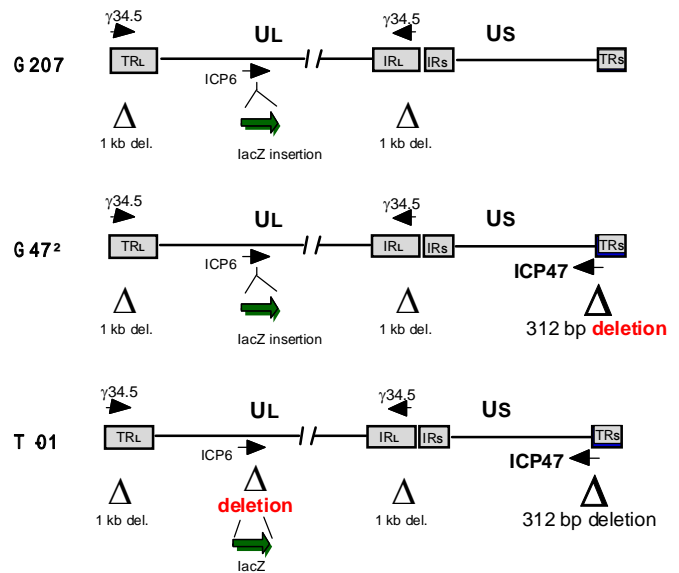 γ34.5 γ34.5
UL US
G207 TRL ICP6 IRL IRs TRs
Δ Δ
1 kb del. lacZ insertion 1 kb del.
γ34.5 γ34.5
UL US
G47² TRL ICP6 IRL IRs TRs
ICP47
Δ Δ Δ
1 kb del. lacZ insertion 1 kb del. 312 bp deletion
γ34.5 γ34.5
UL US
T-01 TRL ICP6 IRL IRs ICP47 TRs
Δ Δ Δ Δ
1 kb del. deletion 1 kb del. 312 bp deletion
lacZ